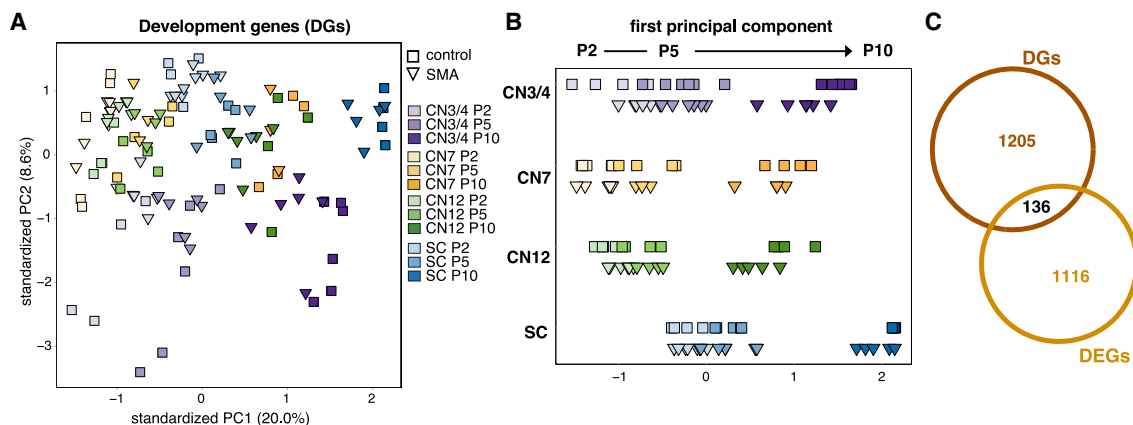 A
Development genes (DGs)
standardized PC2 (8.6%)
1
0
−1
−2
−3
−1
0
1
2
standardized PC1 (20.0%)
control
SMA
CN3/4 P2
CN3/4 P5
CN3/4 P10
CN7 P2
CN7 P5
CN7 P10
CN12 P2
CN12 P5
CN12 P10
SC P2
SC P5
SC P10
B
first principal component
P2
P5
P10
CN3/4
CN7
CN12
SC
−1
0
1
2
C
DGs
1205
136
1116
DEGs